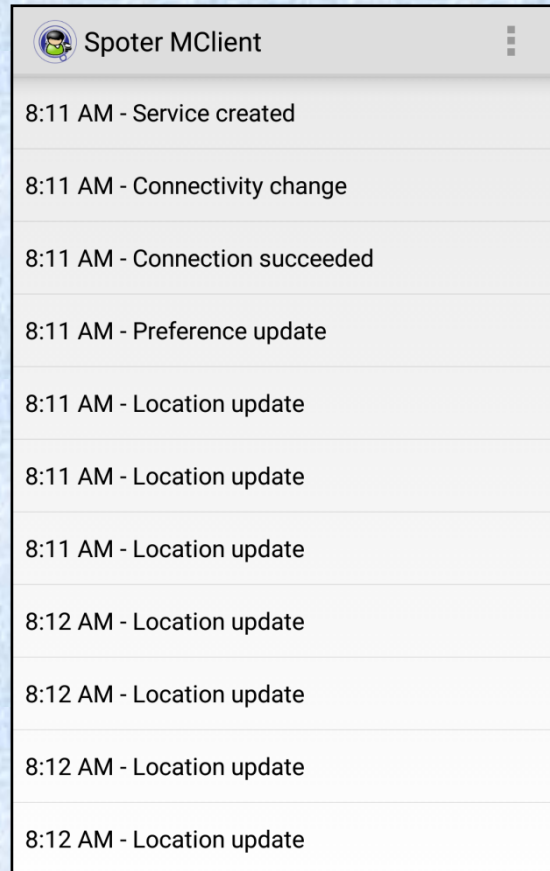 Spoter MClient
8:11 AM - Service created
8:11 AM - Connectivity change
8:11 AM - Connection succeeded
8:11 AM - Preference update
8:11 AM - Location update
8:11 AM - Location update
8:11 AM - Location update
8:12 AM - Location update
8:12 AM - Location update
8:12 AM - Location update
8:12 AM - Location update